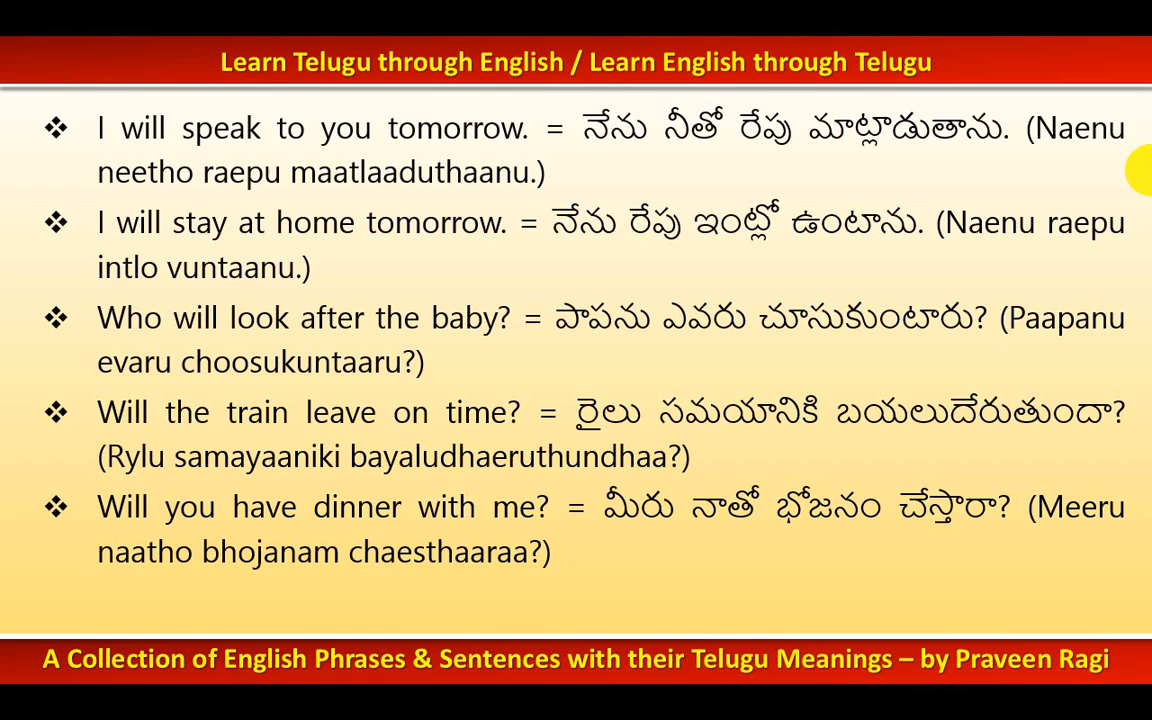 Learn Telugu through English / Learn English through Telugu
❖ I will speak to you tomorrow. = నేను నీతో రేపు మాట్లాడుతాను. (Naenu
neetho raepu maatlaaduthaanu.)
❖ I will stay at home tomorrow. = నేను రేపు ఇంట్లో ఉంటాను. (Naenu raepu
intlo vuntaanu.)
❖ Who will look after the baby? = పాపను ఎవరు చూసుకుంటారు? (Paapanu
evaru choosukuntaaru?)
❖ Will the train leave on time? = రైలు సమయానికి బయలుదేరుతుందా?
(Rylu samayaaniki bayaludhaeruthundhaa?)
❖ Will you have dinner with me? = మీరు నాతో భోజనం చేస్తారా? (Meeru
naatho bhojanam chaesthaaraa?)
A Collection of English Phrases & Sentences with their Telugu Meanings – by Praveen Ragi